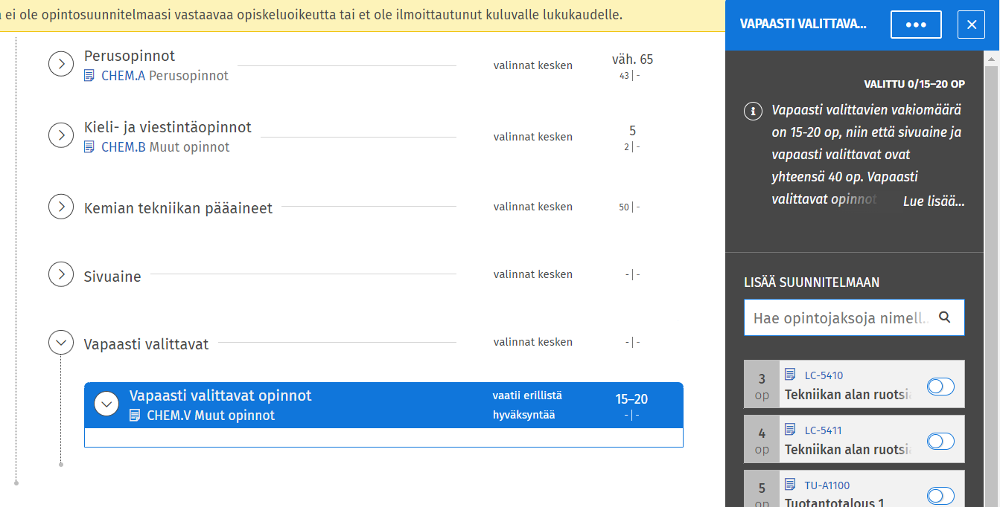 ei ole opintosuunnitelmaasi vastaavaa opiskeluoikeutta tai et ole ilmoittautunut kuluvalle lukukaudelle.
Perusopinnot
CHEM.A Perusopinnot
valinnat kesken
väh. 65
43 | -
Kieli- ja viestintäopinnot
CHEM.B Muut opinnot
valinnat kesken
5
2 | -
Kemian tekniikan pääaineet
valinnat kesken
50 | -
Sivuaine
valinnat kesken
- | -
Vapaasti valittavat
valinnat kesken
- | -
Vapaasti valittavat opinnot
CHEM.V Muut opinnot
vaatii erillistä
hyväksyntää
15–20
- | -
VAPAASTI VALITTAVA...
VALITTU 0/15–20 OP
Vapaasti valittavien vakiomäärä
on 15-20 op, niin että sivuaine ja
vapaasti valittavat ovat
yhteensä 40 op. Vapaasti
valittavat opinnot
Lue lisää...
LISÄÄ SUUNNITELMAAN
Hae opintojaksoja nimell..
3
op
LC-5410
Tekniikan alan ruotsi
4
op
LC-5411
Tekniikan alan ruotsi
5
op
TU-A1100
Tuotantotalous 1